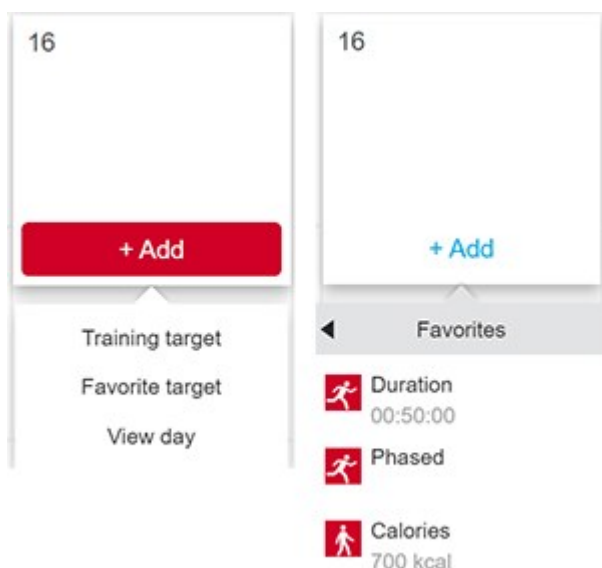 16
+ Add
Training target
Favorite target
View day
16
+ Add
Favorites
Duration
00:50:00
Phased
Calories
700 kcal